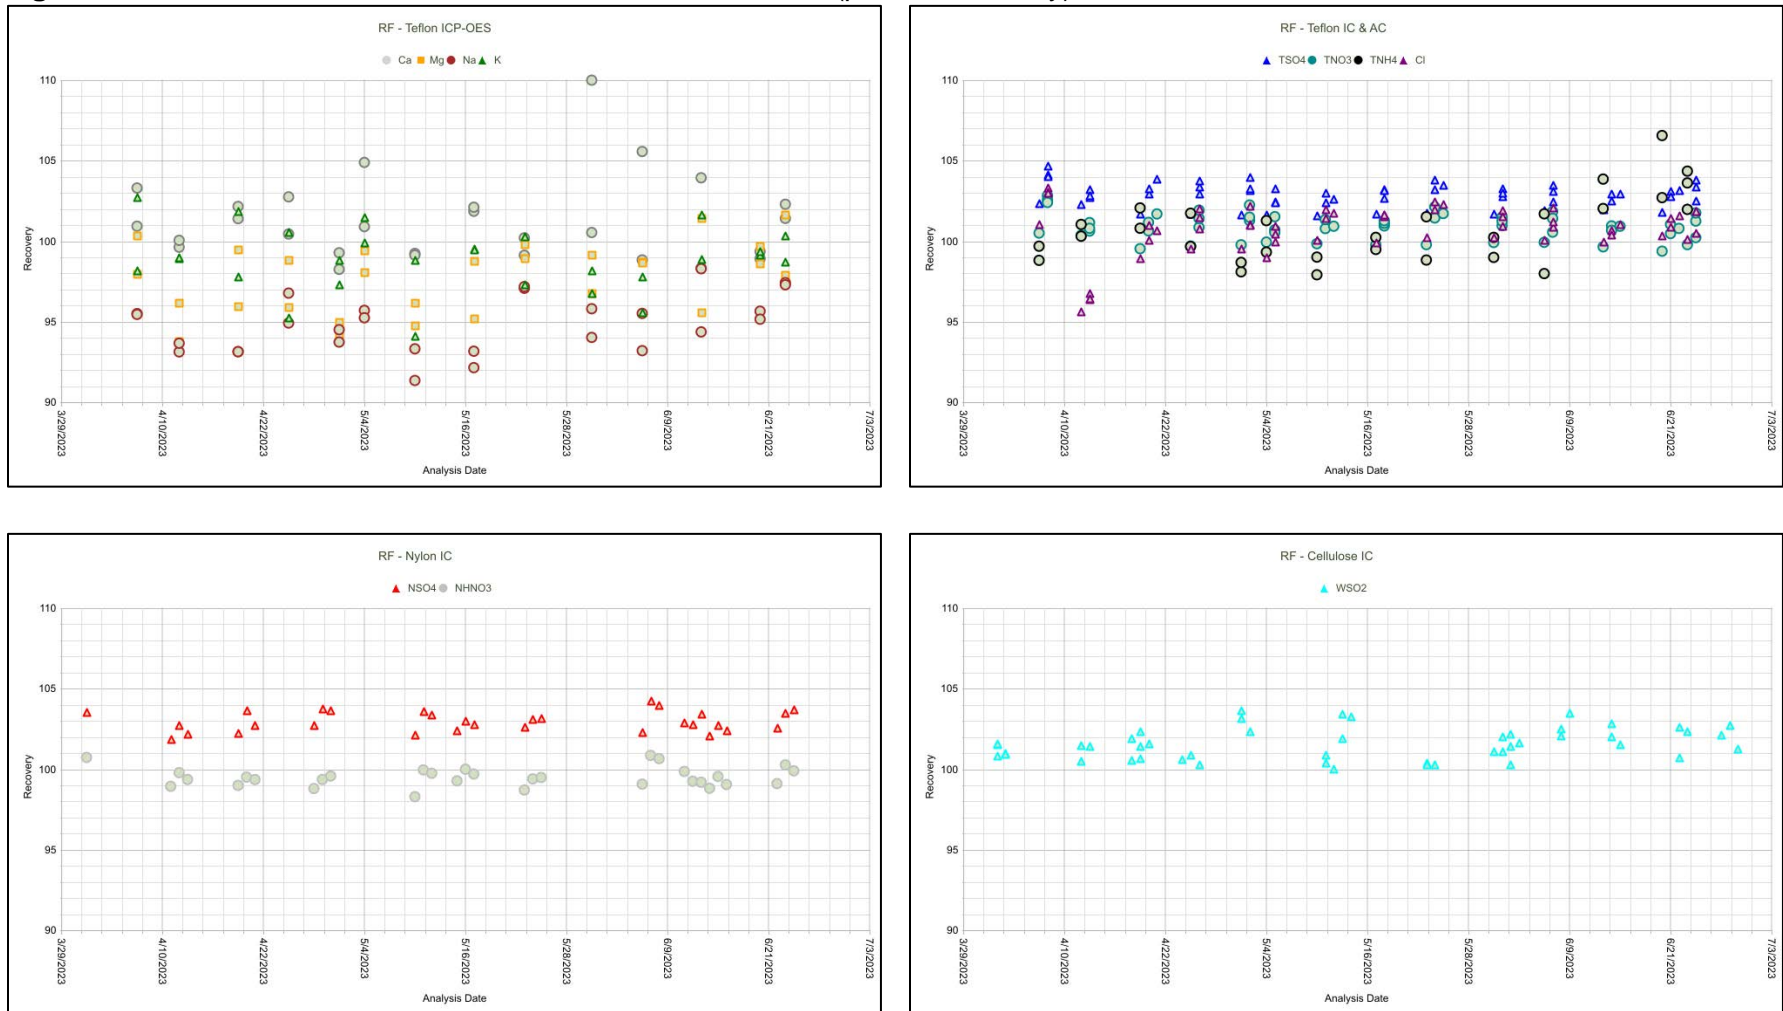 RF - Teflon ICP-OES
Ca Mg Na K
110
105
100
95
90
Recovery
3/29/2023 4/10/2023 4/22/2023 5/4/2023 5/16/2023 5/28/2023 6/9/2023 6/21/2023 7/3/2023
Analysis Date
RF - Teflon IC & AC
TSO4 TNO3 TNH4 Cl
110
105
100
95
90
Recovery
3/29/2023 4/10/2023 4/22/2023 5/4/2023 5/16/2023 5/28/2023 6/9/2023 6/21/2023 7/3/2023
Analysis Date
RF - Nylon IC
NSO4 NHNO3
110
105
100
95
90
Recovery
3/29/2023 4/10/2023 4/22/2023 5/4/2023 5/16/2023 5/28/2023 6/9/2023 6/21/2023 7/3/2023
Analysis Date
RF - Cellulose IC
WSO2
110
105
100
95
90
Recovery
3/29/2023 4/10/2023 4/22/2023 5/4/2023 5/16/2023 5/28/2023 6/9/2023 6/21/2023 7/3/2023
Analysis Date